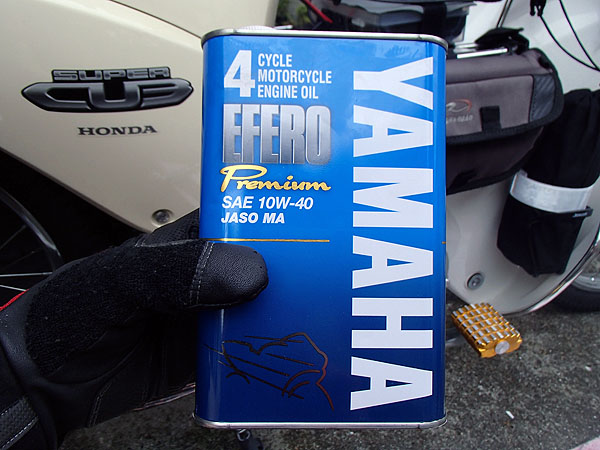 SUPER
CUB
HONDA
4 CYCLE
MOTORCYCLE
ENGINE OIL
EFERO
Premium
SAE 10W-40
JASO MA
YAMAHA